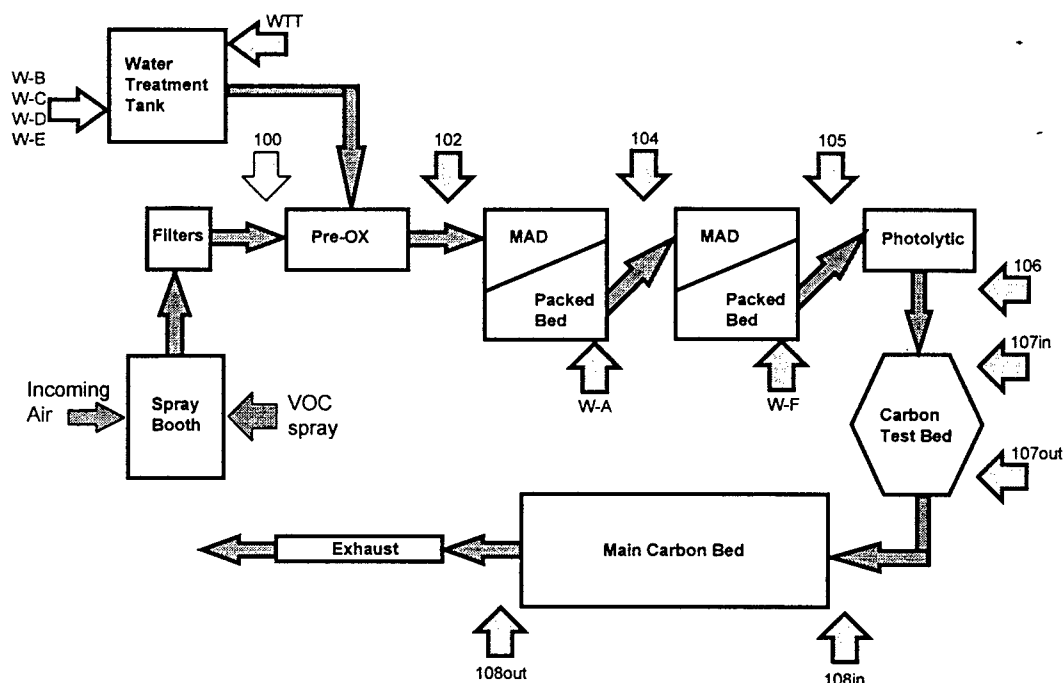 WTT
Water
Treatment
Tank
W-B
W-C
W-D
W-E
100
102
104
105
Filters
Pre-OX
MAD
Packed
Bed
MAD
Packed
Bed
Photolytic
106
107in
W-A
W-F
Incoming
Air
Spray
Booth
VOC
spray
Carbon
Test Bed
107out
Exhaust
Main Carbon Bed
108out
108in